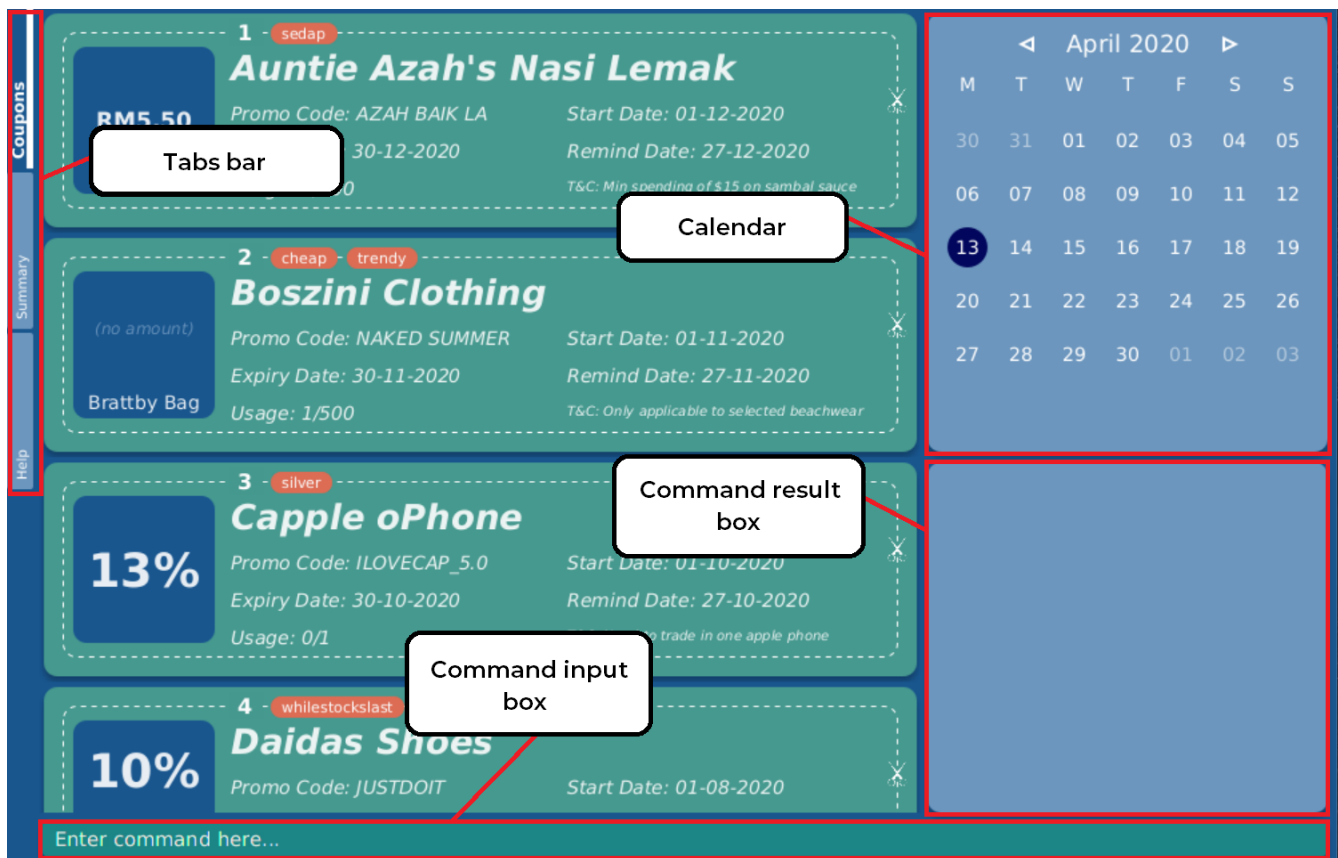 Coupons
Summary
Help
1 sedap
Auntie Azah's Nasi Lemak
RM5.50
Promo Code: AZAH BAIK LA
Start Date: 01-12-2020
30-12-2020
Remind Date: 27-12-2020
T&C: Min spending of $15 on sambal sauce
2 cheap trendy
Boszini Clothing
(no amount)
Brattby Bag
Promo Code: NAKED SUMMER
Start Date: 01-11-2020
Expiry Date: 30-11-2020
Remind Date: 27-11-2020
Usage: 1/500
T&C: Only applicable to selected beachwear
3 silver
Capple oPhone
13%
Promo Code: ILOVECAP_5.0
Start Date: 01-10-2020
Expiry Date: 30-10-2020
Remind Date: 27-10-2020
Usage: 0/1
trade in one apple phone
4 whilestockslast
Daidas Shoes
10%
Promo Code: JUSTDOIT
Start Date: 01-08-2020
Enter command here...
Tabs bar
Calendar
Command result
box
Command input
box
April 2020
M T W T F S S
30 31 01 02 03 04 05
06 07 08 09 10 11 12
13 14 15 16 17 18 19
20 21 22 23 24 25 26
27 28 29 30 01 02 03